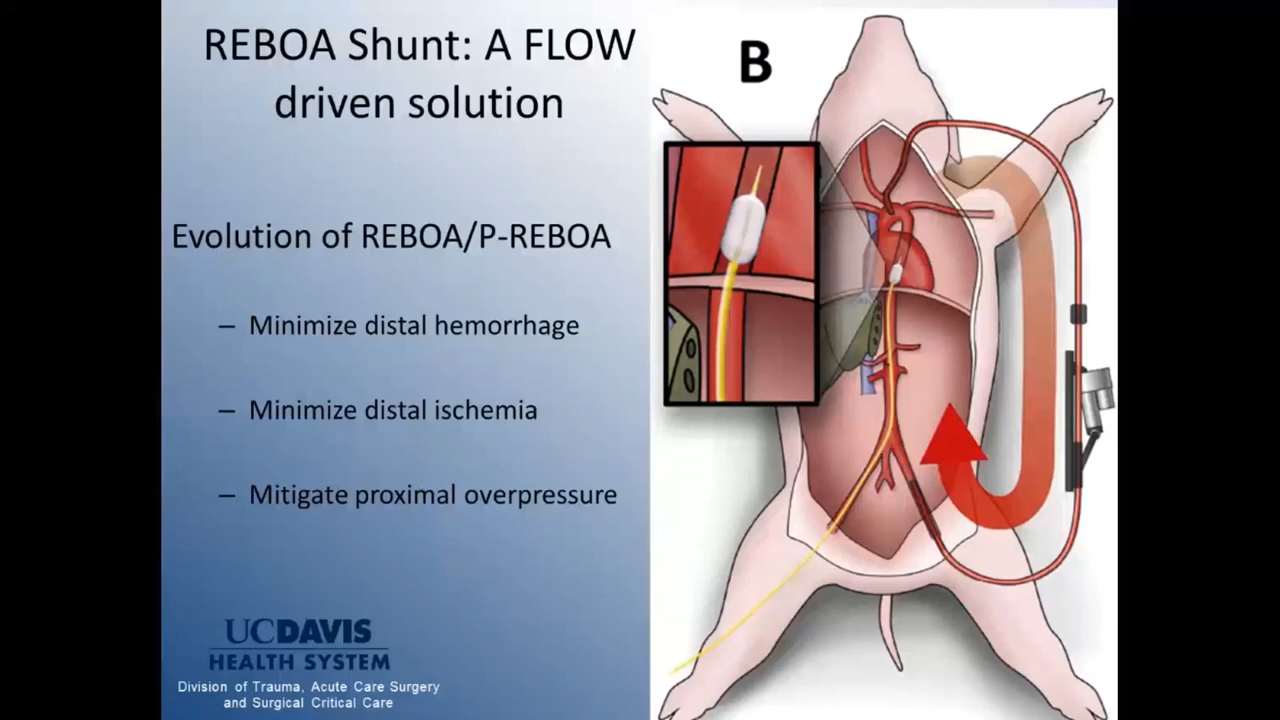 REBOA Shunt: A FLOW
driven solution
B
Evolution of REBOA/P-REBOA
– Minimize distal hemorrhage
– Minimize distal ischemia
– Mitigate proximal overpressure
UCDAVIS
HEALTH SYSTEM
Division of Trauma, Acute Care Surgery
and Surgical Critical Care